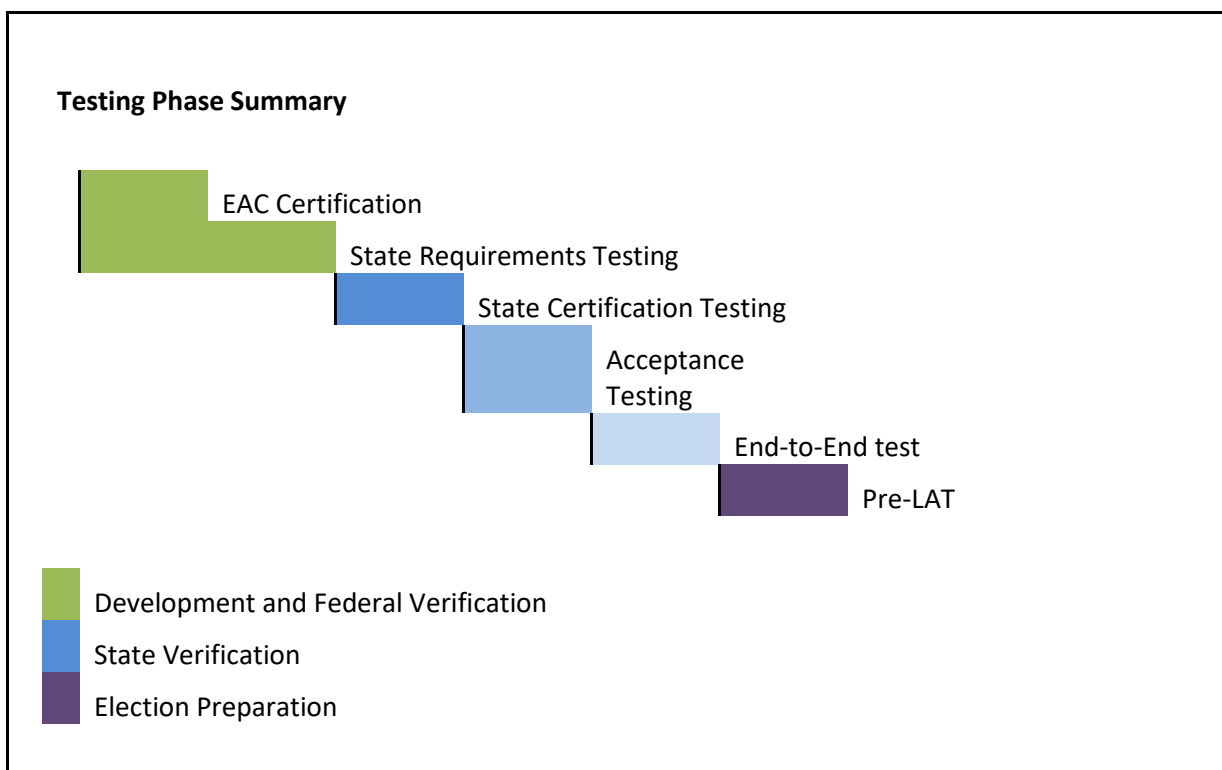 Testing Phase Summary
EAC Certification
State Requirements Testing
State Certification Testing
Acceptance
Testing
End-to-End test
Pre-LAT
Development and Federal Verification
State Verification
Election Preparation